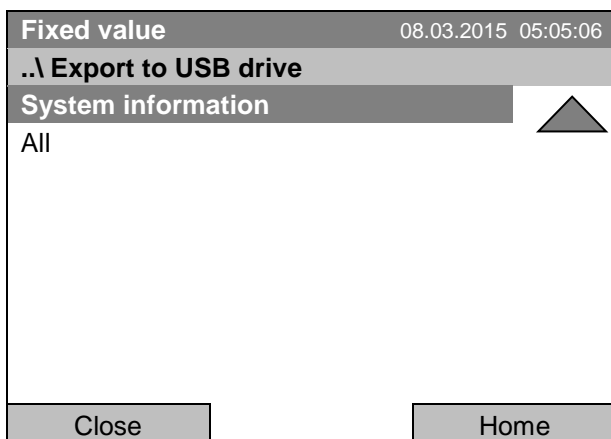 Fixed value 08.03.2015 05:05:06
..\ Export to USB drive
System information
All
Close Home